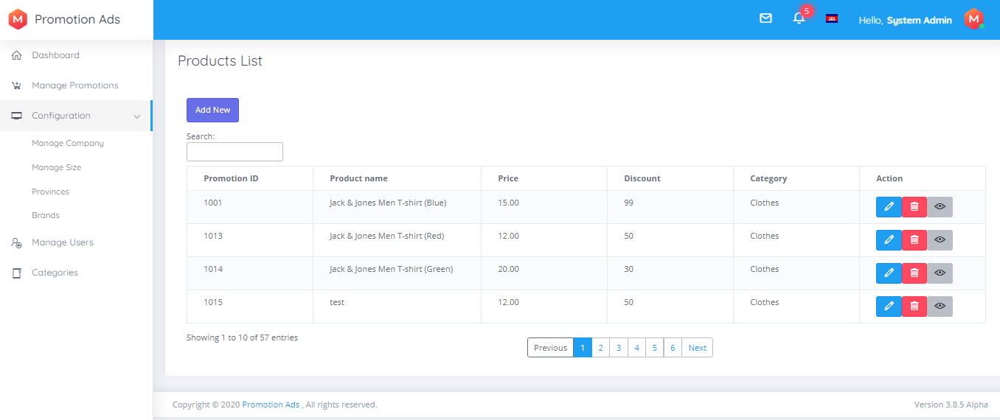 Promotion Ads
5
Hello, System Admin
Dashboard
Manage Promotions
Configuration
Manage Company
Manage Size
Provinces
Brands
Manage Users
Categories
Products List
Add New
Search:
Promotion ID Product name Price Discount Category Action
1001 Jack & Jones Men T-shirt (Blue) 15.00 99 Clothes
1013 Jack & Jones Men T-shirt (Red) 12.00 50 Clothes
1014 Jack & Jones Men T-shirt (Green) 20.00 30 Clothes
1015 test 12.00 50 Clothes
Showing 1 to 10 of 57 entries
Previous 1 2 3 4 5 6 Next
Copyright © 2020 Promotion Ads , All rights reserved.
Version 3.8.5 Alpha